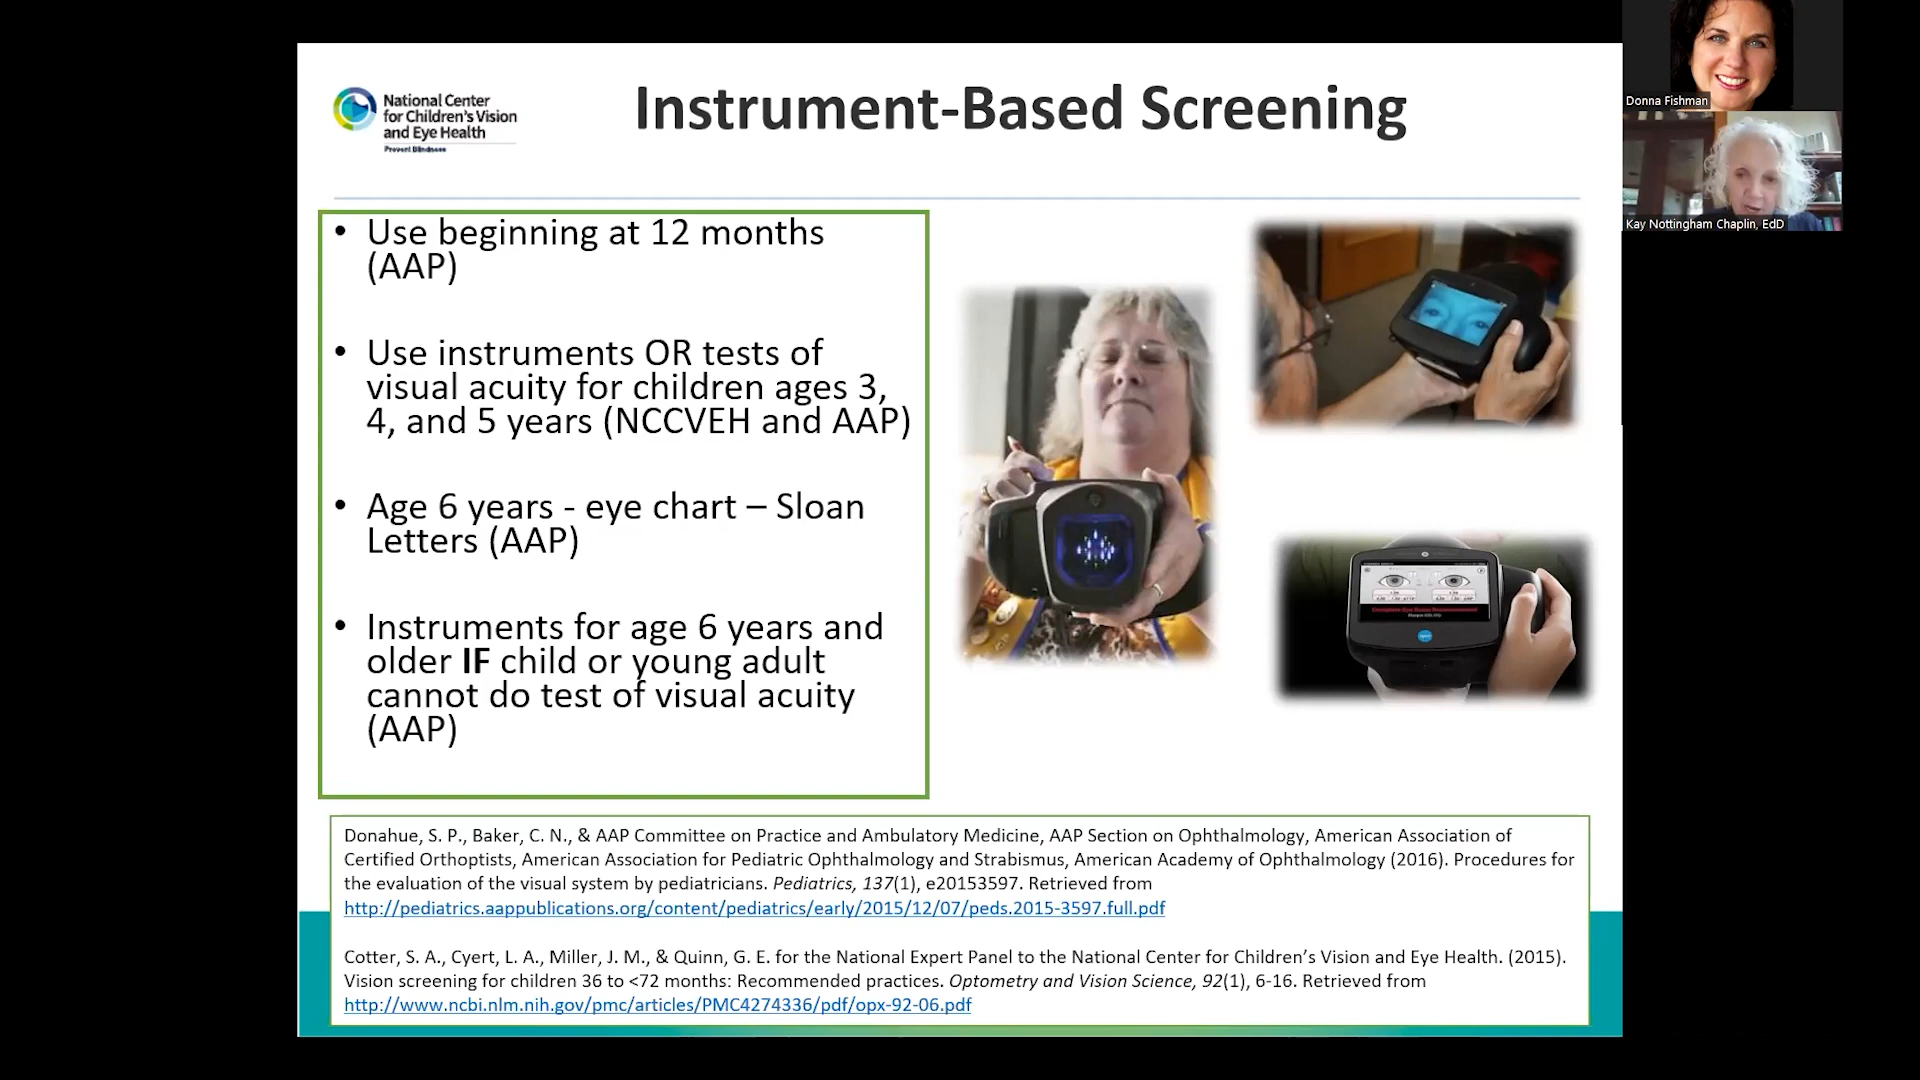 National Center
for Children's Vision
and Eye Health
Prevent Blindness
Instrument-Based Screening
Donna Fishman
Kay Nottingham Chaplin, EdD
• Use beginning at 12 months
(AAP)
• Use instruments OR tests of
visual acuity for children ages 3,
4, and 5 years (NCCVEH and AAP)
• Age 6 years - eye chart – Sloan
Letters (AAP)
• Instruments for age 6 years and
older IF child or young adult
cannot do test of visual acuity
(AAP)
Donahue, S. P., Baker, C. N., & AAP Committee on Practice and Ambulatory Medicine, AAP Section on Ophthalmology, American Association of
Certified Orthoptists, American Association for Pediatric Ophthalmology and Strabismus, American Academy of Ophthalmology (2016). Procedures for
the evaluation of the visual system by pediatricians. Pediatrics, 137(1), e20153597. Retrieved from
http://pediatrics.aappublications.org/content/pediatrics/early/2015/12/07/peds.2015-3597.full.pdf
Cotter, S. A., Cyert, L. A., Miller, J. M., & Quinn, G. E. for the National Expert Panel to the National Center for Children's Vision and Eye Health. (2015).
Vision screening for children 36 to <72 months: Recommended practices. Optometry and Vision Science, 92(1), 6-16. Retrieved from
http://www.ncbi.nlm.nih.gov/pmc/articles/PMC4274336/pdf/opx-92-06.pdf